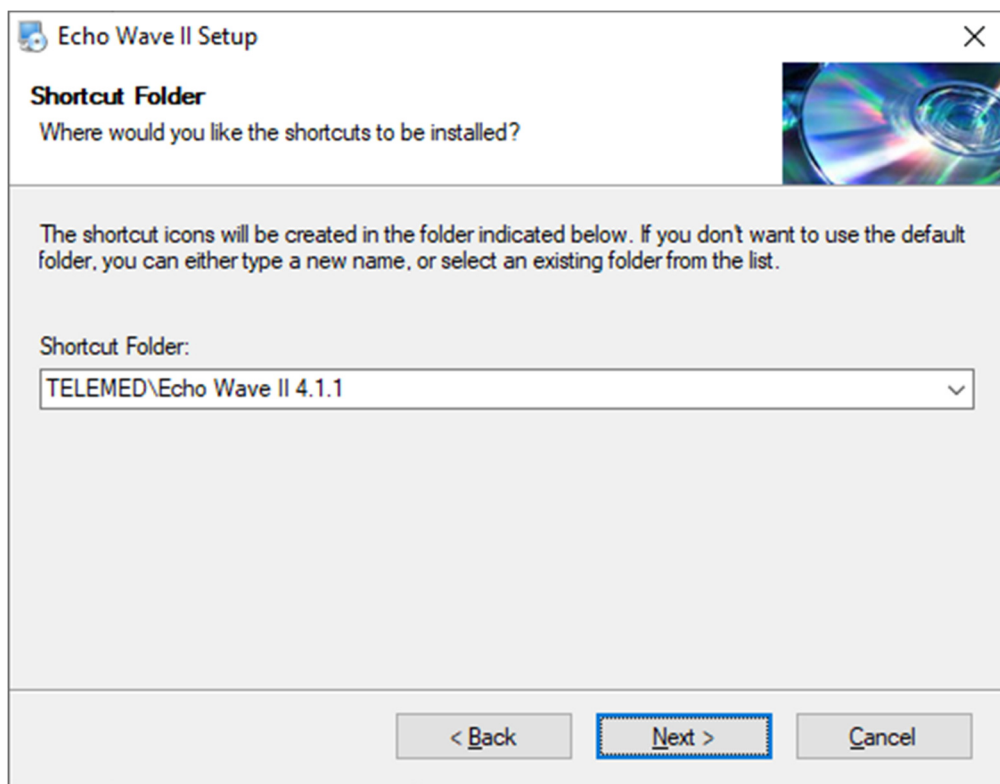 Echo Wave II Setup
Shortcut Folder
Where would you like the shortcuts to be installed?
The shortcut icons will be created in the folder indicated below. If you don't want to use the default
folder, you can either type a new name, or select an existing folder from the list.
Shortcut Folder:
TELEMED\Echo Wave II 4.1.1
< Back Next > Cancel